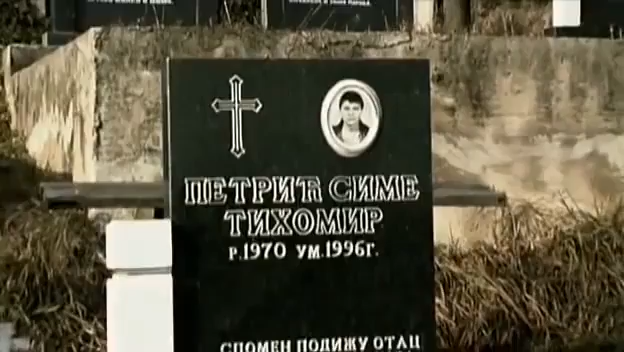 ПЕТРИЋ СИМЕ
ТИХОМИР
р.1970 ум.1996г.
СПОМЕН ПОДИЖУ ОТАЦ